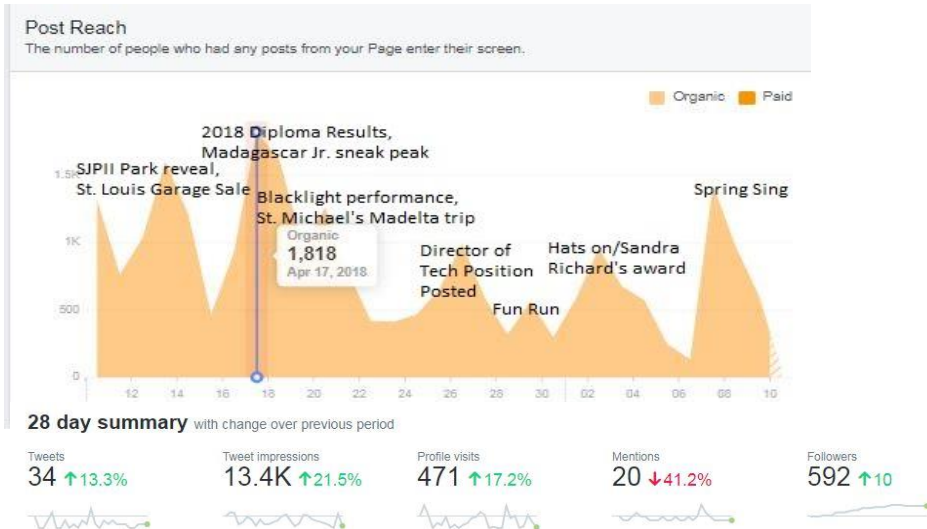 Post Reach
The number of people who had any posts from your Page enter their screen.
Organic Paid
2018 Diploma Results,
Madagascar Jr. sneak peak
SJPII Park reveal,
St. Louis Garage Sale
1.5K
Blacklight performance,
St. Michael's Madelta trip
Spring Sing
Organic
1,818
Apr 17, 2018
1K
Director of
Tech Position
Posted
Hats on/Sandra
Richard's award
Fun Run
500
0
12 14 16 18 20 22 24 26 28 30 02 04 06 08 10
28 day summary with change over previous period
Tweets
34 ↑13.3%
Tweet impressions
13.4K ↑21.5%
Profile visits
471 ↑17.2%
Mentions
20 ↓41.2%
Followers
592 ↑10